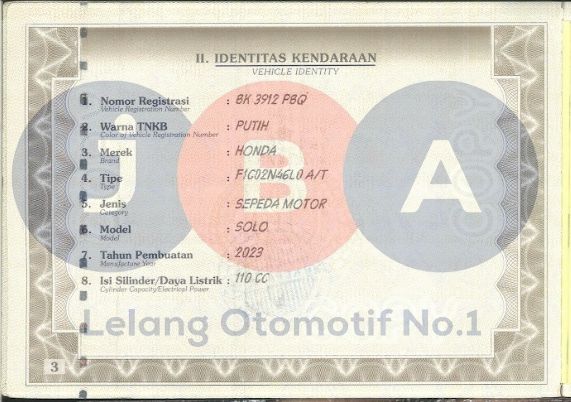 II. IDENTITAS KENDARAAN
VEHICLE IDENTITY
1. Nomor Registrasi : BK 3912 PBQ
Vehicle Registration Number
2. Warna TNKB : PUTIH
Color of Vehicle Registration Number
3. Merek : HONDA
Brand
4. Tipe : F1C02N46L0 A/T
Type
5. Jenis : SEPEDA MOTOR
Category
6. Model : SOLO
Model
7. Tahun Pembuatan : 2023
Manufacture Year
8. Isi Silinder/Daya Listrik : 110 CC
Cylinder Capacity/Electrical Power
JBA
Lelang Otomotif No.1
3